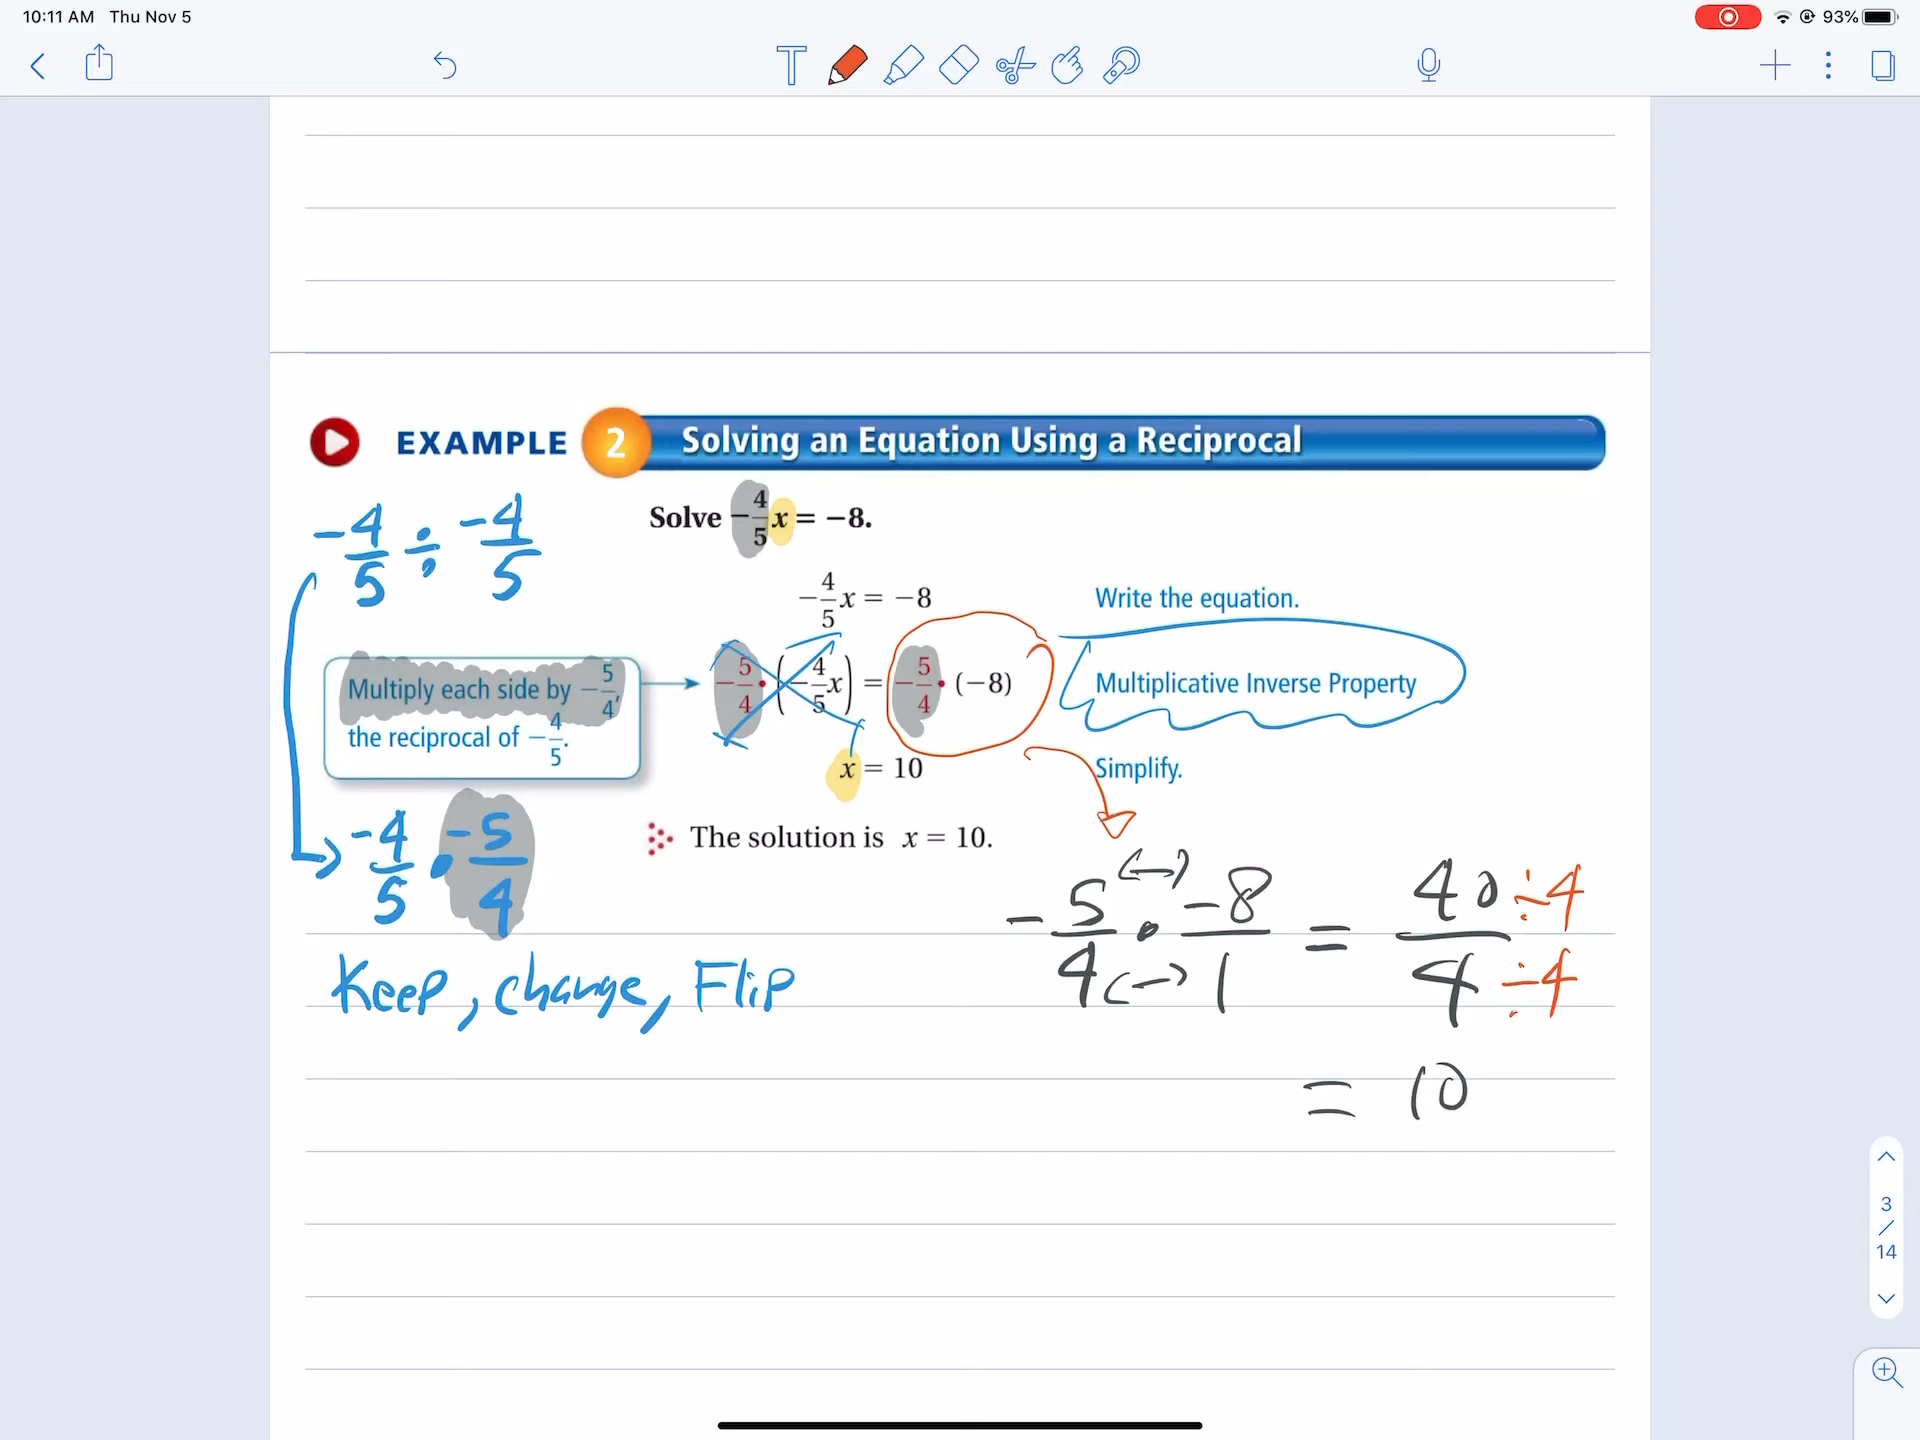 10:11 AM Thu Nov 5
93%
EXAMPLE 2 Solving an Equation Using a Reciprocal
-4/5 ÷ -4/5
Solve −4/5 x = −8.
−4/5 x = −8 Write the equation.
Multiply each side by −5/4,
the reciprocal of −4/5.
−5/4 • (−4/5 x) = −5/4 • (−8) Multiplicative Inverse Property
x = 10 Simplify.
The solution is x = 10.
-4/5 • -5/4
-5/4 • -8/1 = 40/4 ÷4 ÷4
Keep, change, Flip
= 10
3
/
14